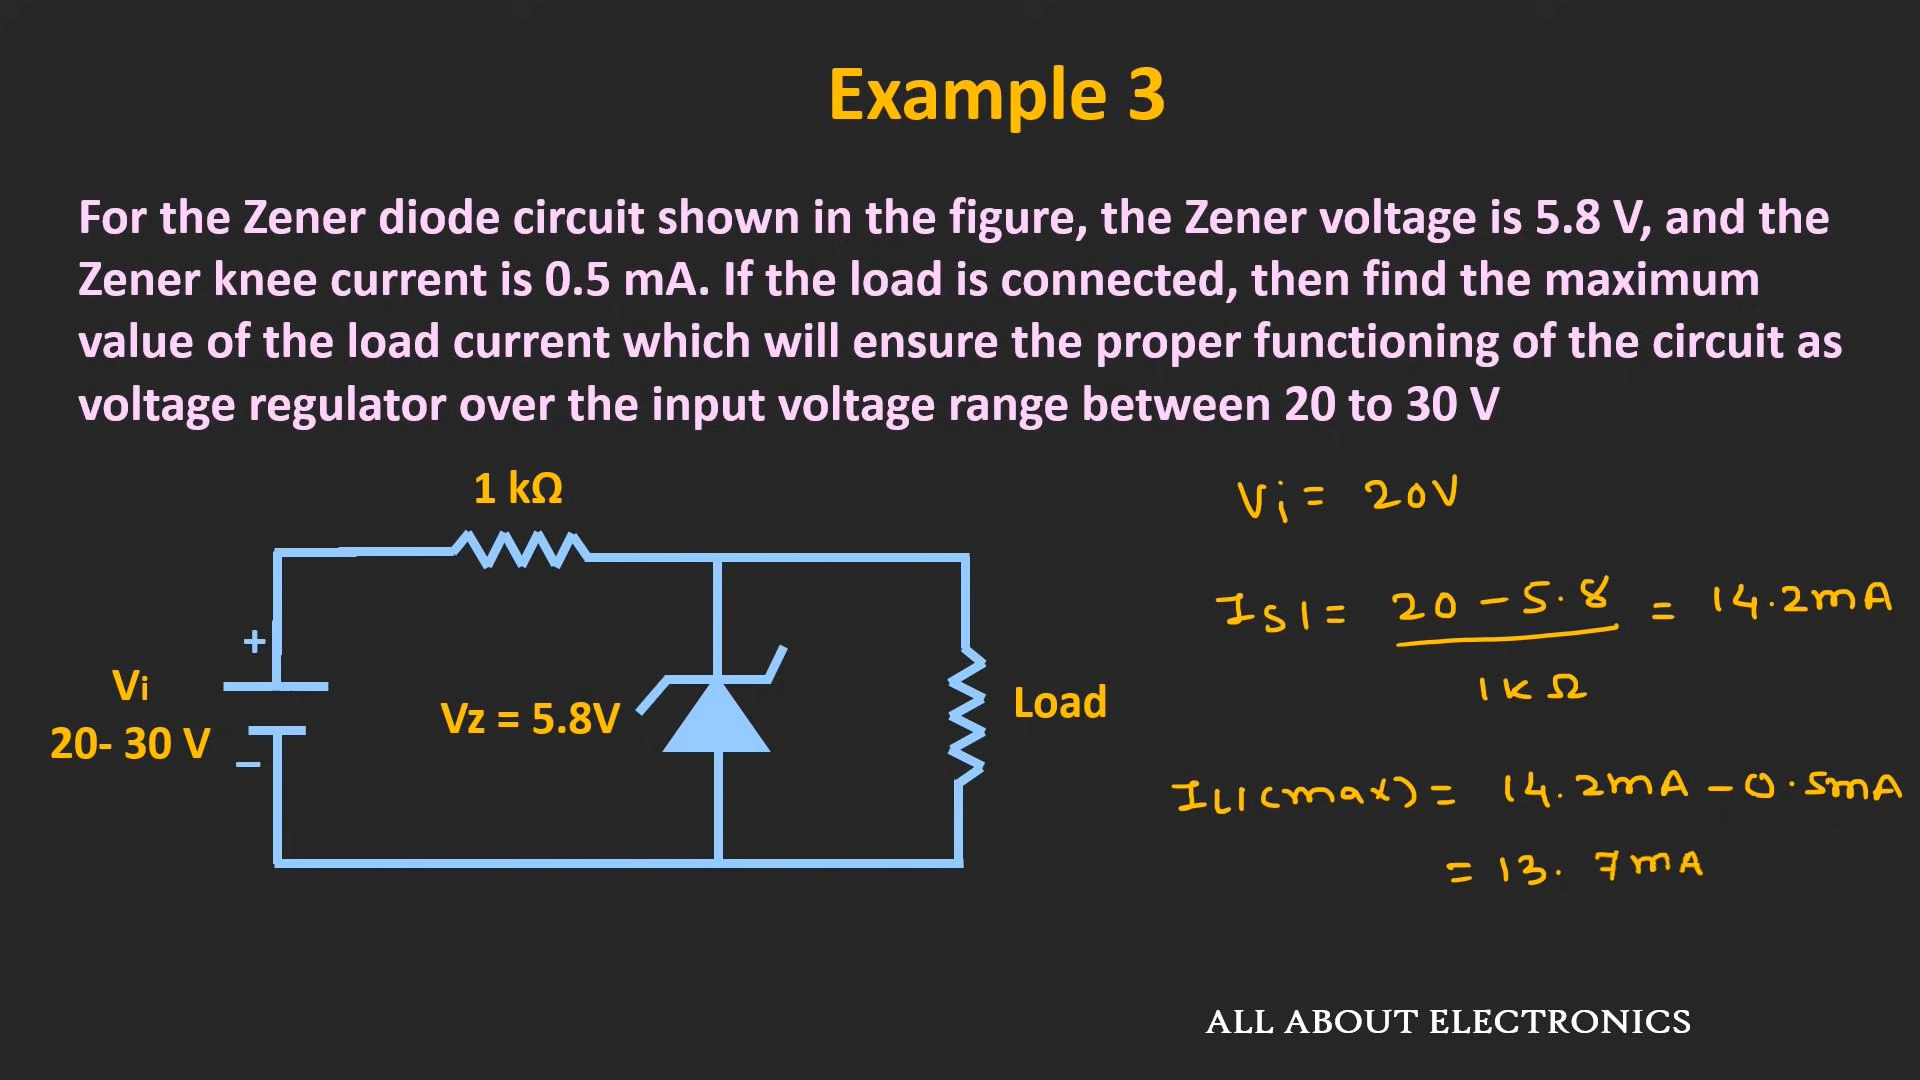 Example 3
For the Zener diode circuit shown in the figure, the Zener voltage is 5.8 V, and the
Zener knee current is 0.5 mA. If the load is connected, then find the maximum
value of the load current which will ensure the proper functioning of the circuit as
voltage regulator over the input voltage range between 20 to 30 V
1 kΩ
+
Vi
20- 30 V
–
Vz = 5.8V
Load
Vi = 20V
IS1 = 20 - 5.8 = 14.2mA
1KΩ
IL1(max) = 14.2mA - 0.5mA
= 13.7mA
ALL ABOUT ELECTRONICS